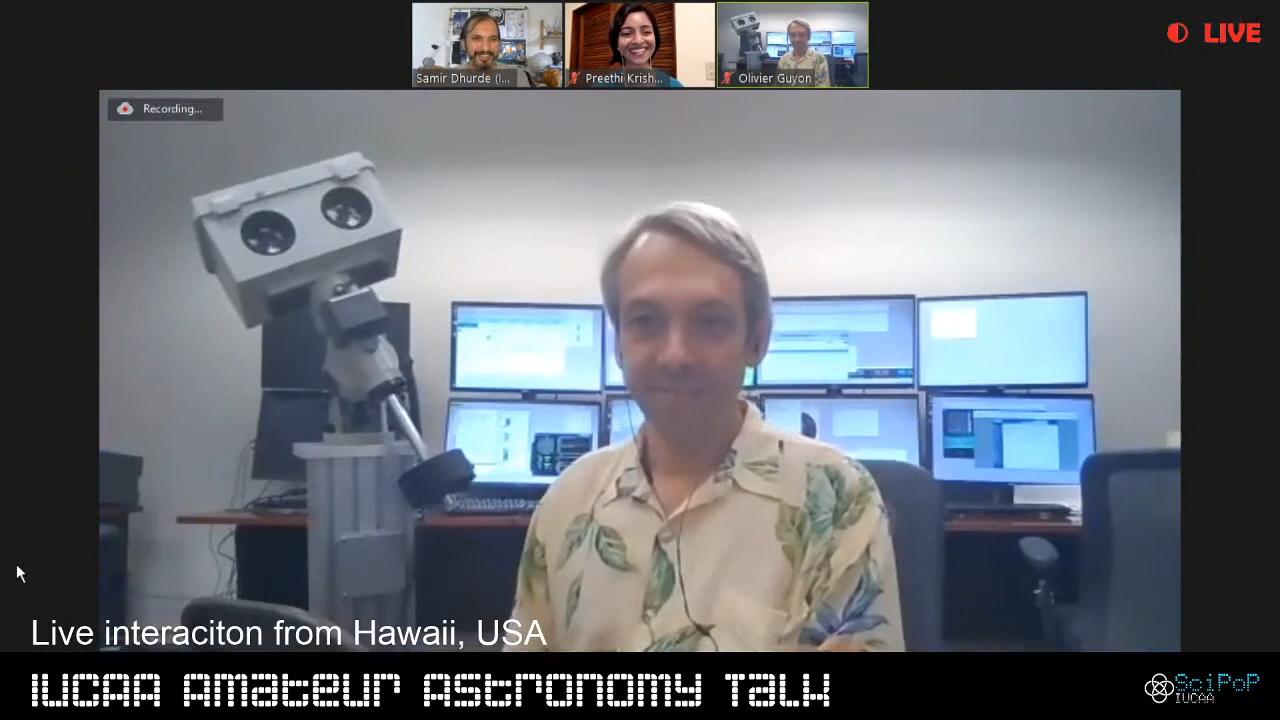 LIVE
Samir Dhurde (I...
Preethi Krish...
Olivier Guyon
Recording...
Live interaciton from Hawaii, USA
IUCAA Amateur Astronomy Talk
SciPoP
IUCAA